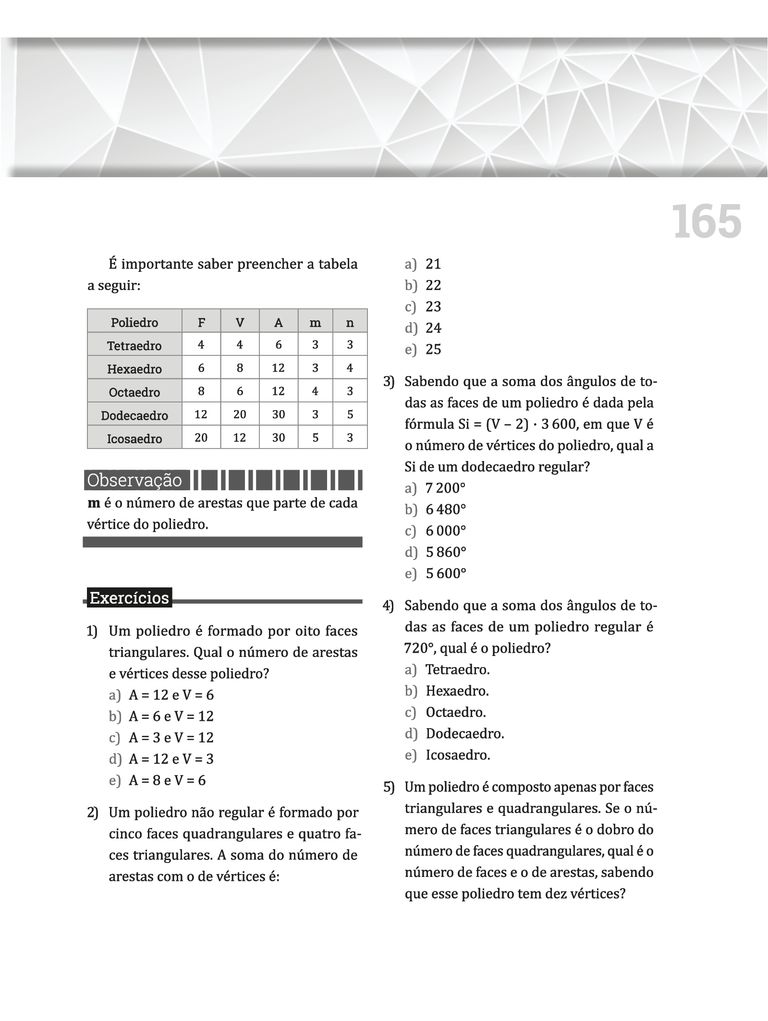 165
É importante saber preencher a tabela
a seguir:
Poliedro F V A m n
Tetraedro 4 4 6 3 3
Hexaedro 6 8 12 3 4
Octaedro 8 6 12 4 3
Dodecaedro 12 20 30 3 5
Icosaedro 20 12 30 5 3
Observação
m é o número de arestas que parte de cada
vértice do poliedro.
Exercícios
1) Um poliedro é formado por oito faces
triangulares. Qual o número de arestas
e vértices desse poliedro?
a) A = 12 e V = 6
b) A = 6 e V = 12
c) A = 3 e V = 12
d) A = 12 e V = 3
e) A = 8 e V = 6
2) Um poliedro não regular é formado por
cinco faces quadrangulares e quatro fa-
ces triangulares. A soma do número de
arestas com o de vértices é:
a) 21
b) 22
c) 23
d) 24
e) 25
3) Sabendo que a soma dos ângulos de to-
das as faces de um poliedro é dada pela
fórmula Si = (V – 2) · 3 600, em que V é
o número de vértices do poliedro, qual a
Si de um dodecaedro regular?
a) 7 200°
b) 6 480°
c) 6 000°
d) 5 860°
e) 5 600°
4) Sabendo que a soma dos ângulos de to-
das as faces de um poliedro regular é
720°, qual é o poliedro?
a) Tetraedro.
b) Hexaedro.
c) Octaedro.
d) Dodecaedro.
e) Icosaedro.
5) Um poliedro é composto apenas por faces
triangulares e quadrangulares. Se o nú-
mero de faces triangulares é o dobro do
número de faces quadrangulares, qual é o
número de faces e o de arestas, sabendo
que esse poliedro tem dez vértices?